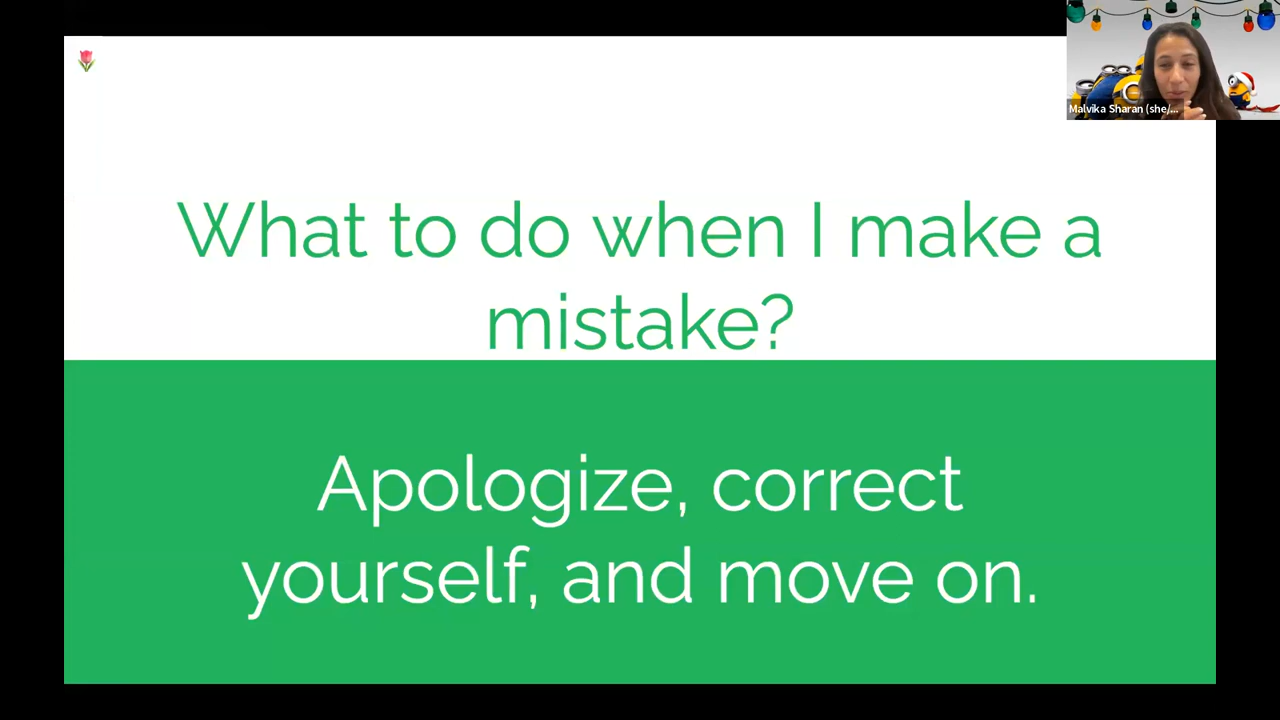 Malvika Sharan (she/...
What to do when I make a
mistake?
Apologize, correct
yourself, and move on.